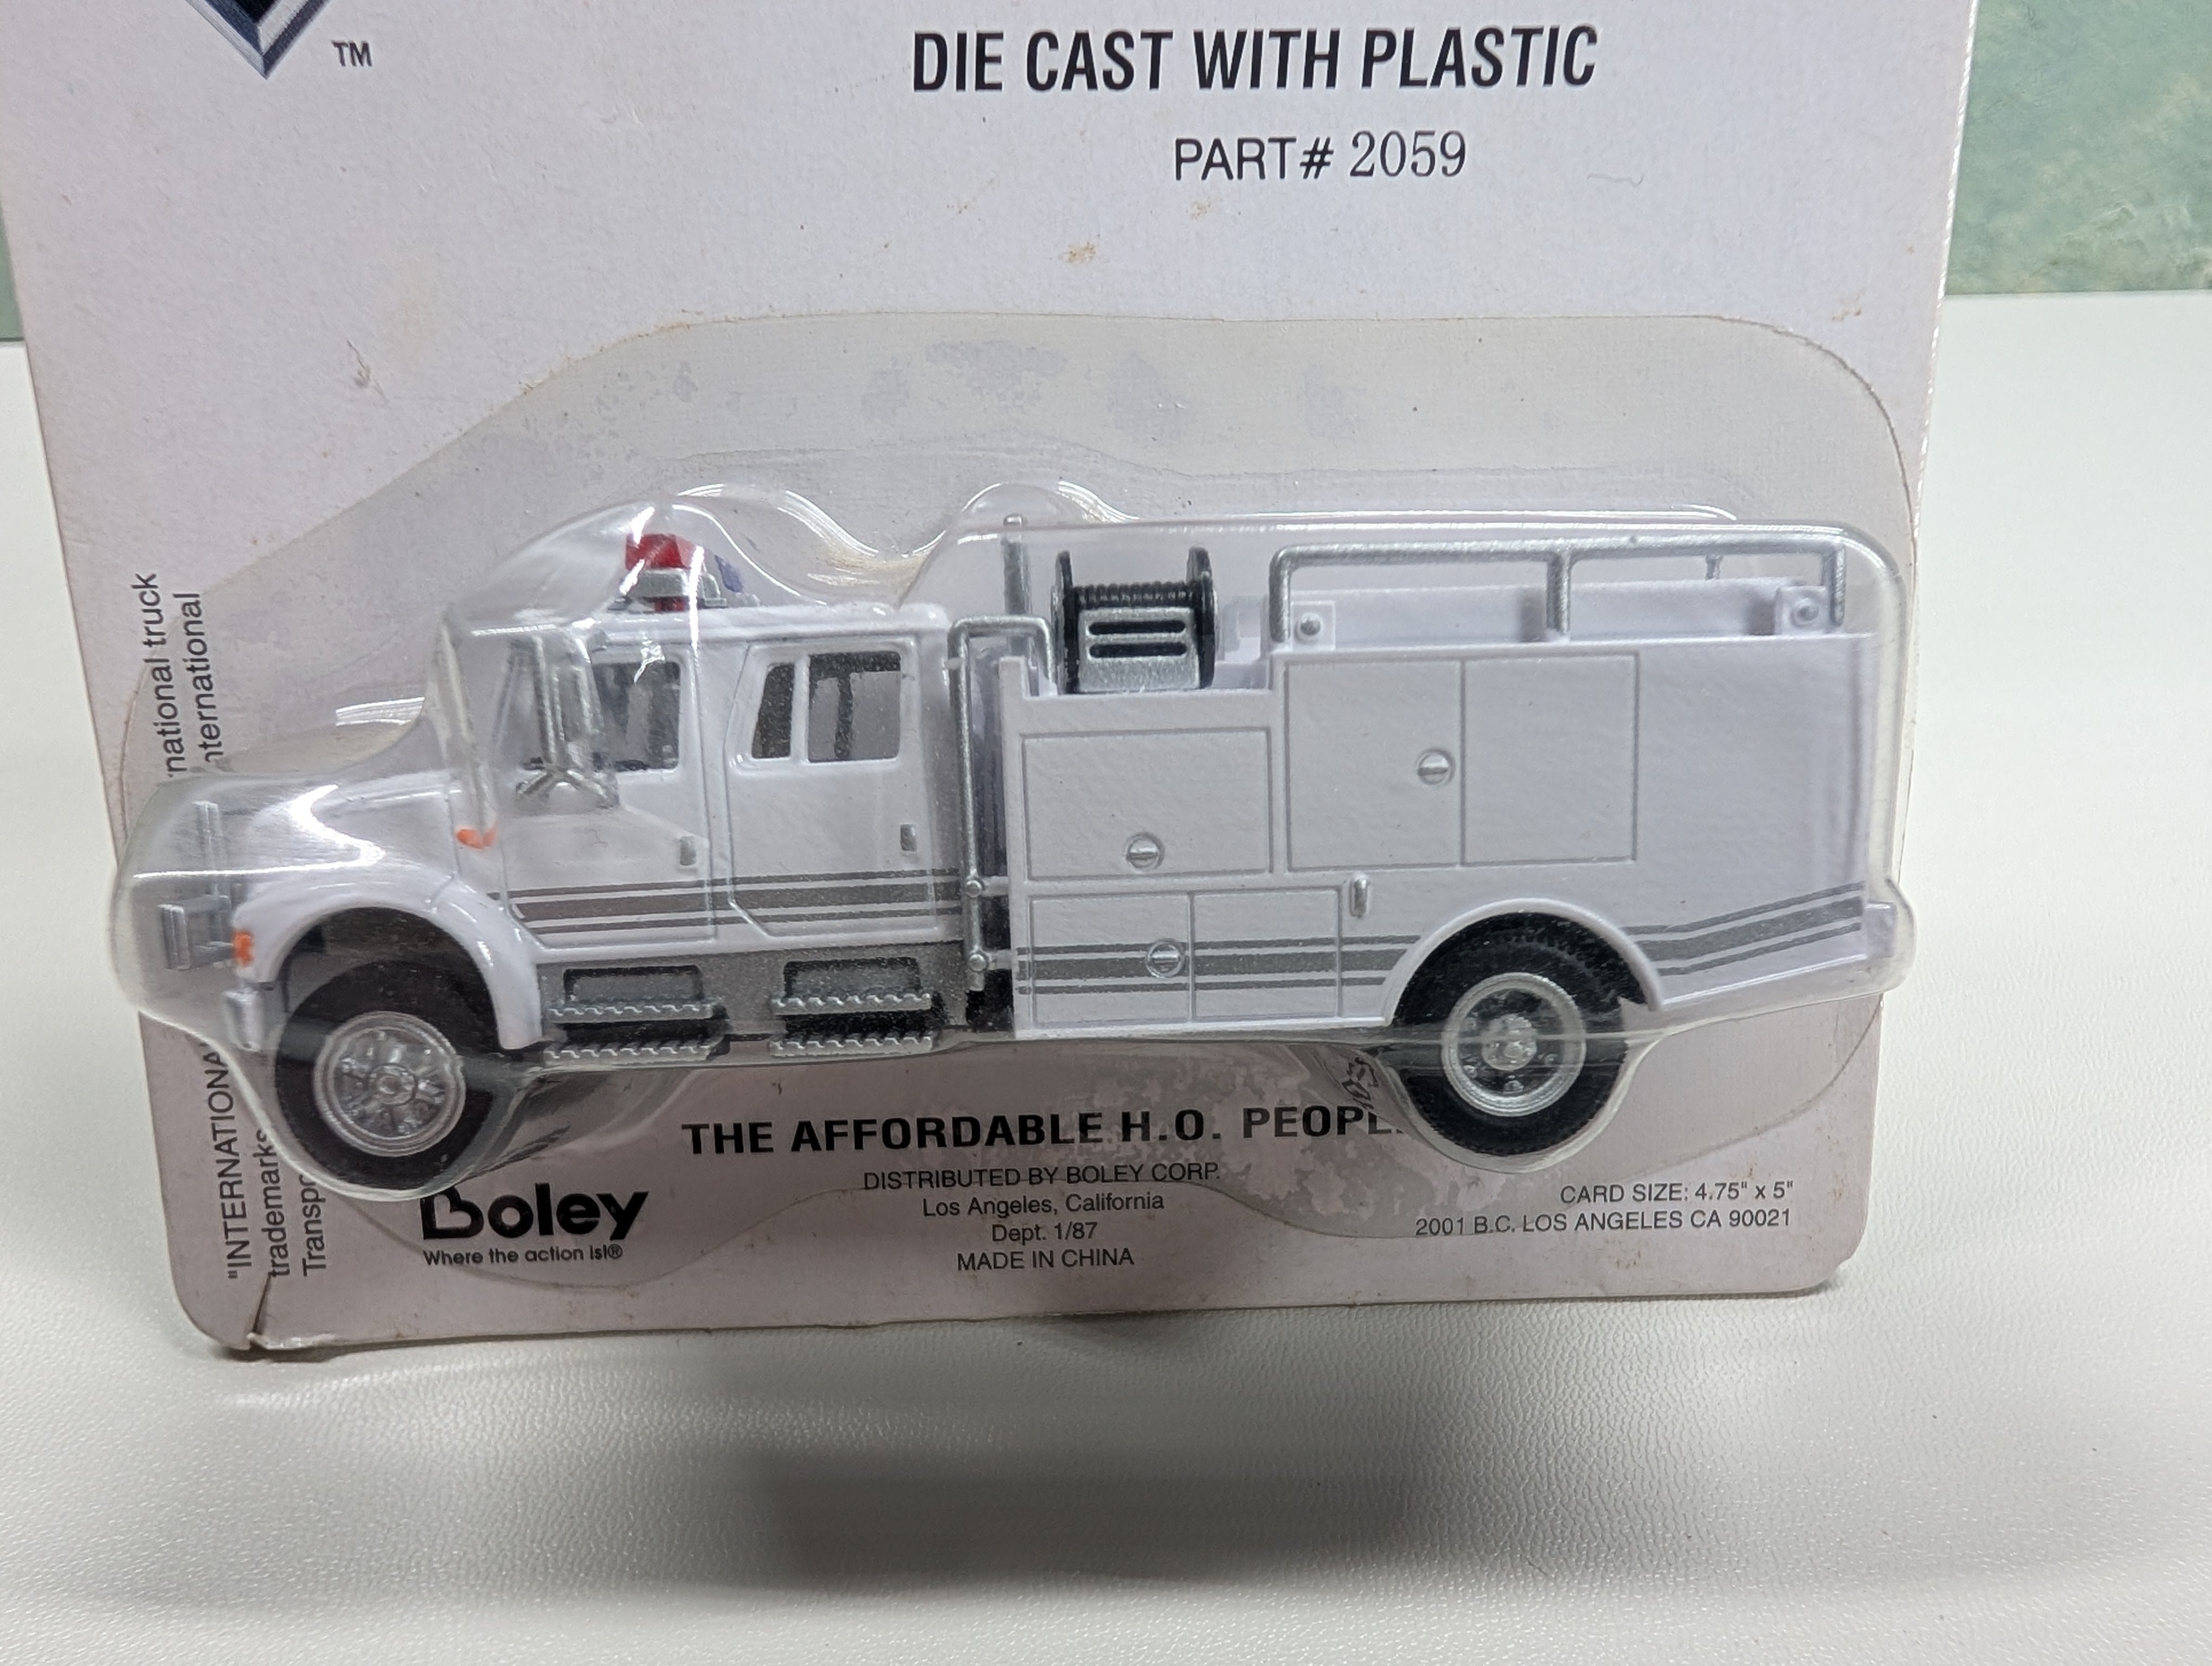 TM
DIE CAST WITH PLASTIC
PART# 2059
national truck
nternational
"INTERNATIONA
trademarks
Transpo
THE AFFORDABLE H.O. PEOPL
DISTRIBUTED BY BOLEY CORP.
Los Angeles, California
Dept. 1/87
MADE IN CHINA
Boley
Where the action is!®
CARD SIZE: 4.75" x 5"
2001 B.C. LOS ANGELES CA 90021